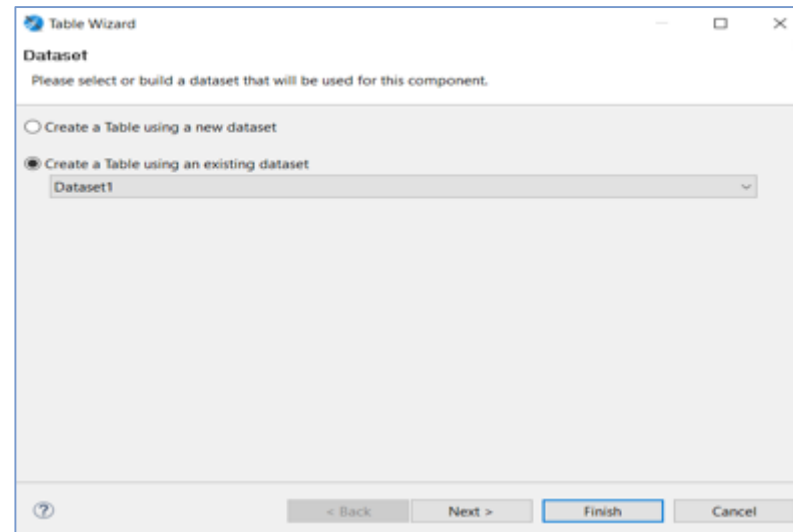 Table Wizard
Dataset
Please select or build a dataset that will be used for this component.
Create a Table using a new dataset
Create a Table using an existing dataset
Dataset1
?
< Back Next > Finish Cancel